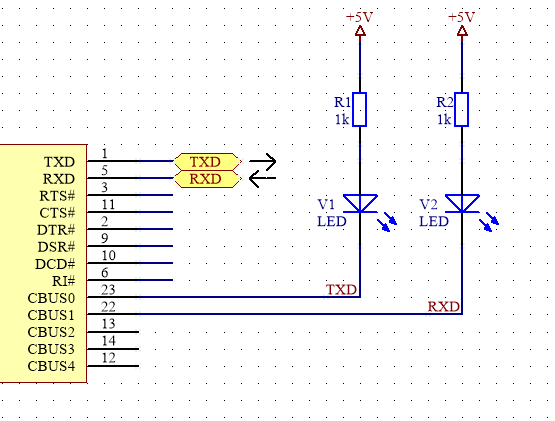 +5V +5V
R1 1k R2 1k
V1 LED V2 LED
TXD 1 TXD
RXD 5 RXD
RTS# 3
CTS# 11
DTR# 2
DSR# 9
DCD# 10
RI# 6
CBUS0 23 TXD
CBUS1 22 RXD
CBUS2 13
CBUS3 14
CBUS4 12